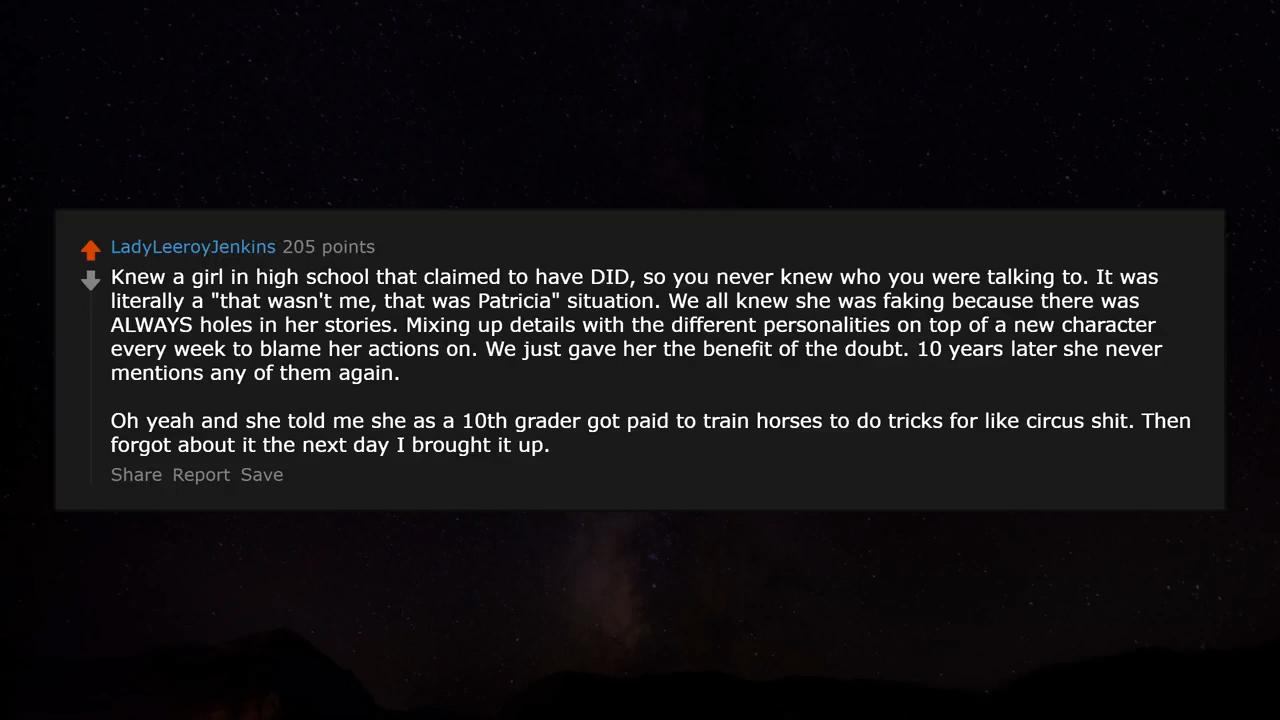 LadyLeeroyJenkins 205 points
Knew a girl in high school that claimed to have DID, so you never knew who you were talking to. It was
literally a "that wasn't me, that was Patricia" situation. We all knew she was faking because there was
ALWAYS holes in her stories. Mixing up details with the different personalities on top of a new character
every week to blame her actions on. We just gave her the benefit of the doubt. 10 years later she never
mentions any of them again.
Oh yeah and she told me she as a 10th grader got paid to train horses to do tricks for like circus shit. Then
forgot about it the next day I brought it up.
Share Report Save